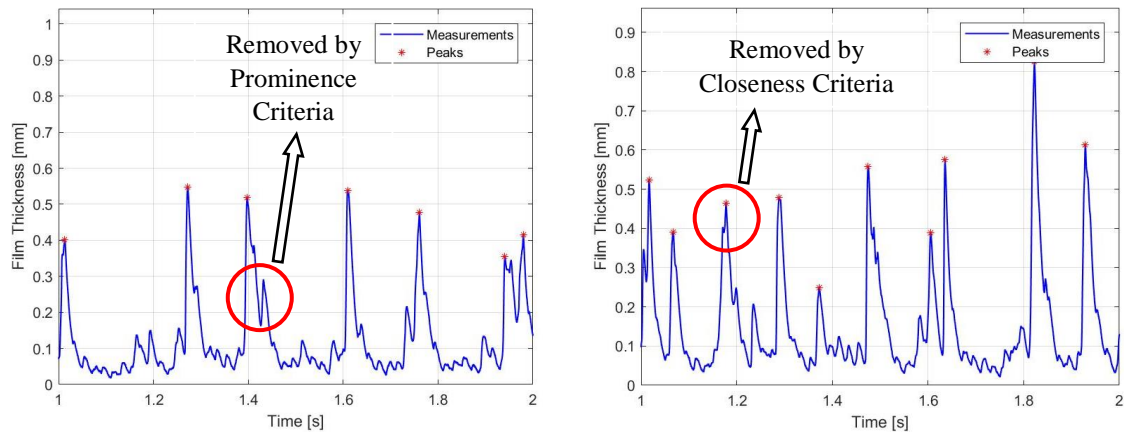 Removed by
Prominence
Criteria
Measurements
Peaks
Film Thickness [mm]
1
0.9
0.8
0.7
0.6
0.5
0.4
0.3
0.2
0.1
0
1
1.2
1.4
1.6
1.8
2
Time [s]
Removed by
Closeness Criteria
Measurements
Peaks
Film Thickness [mm]
0.9
0.8
0.7
0.6
0.5
0.4
0.3
0.2
0.1
0
1
1.2
1.4
1.6
1.8
2
Time [s]